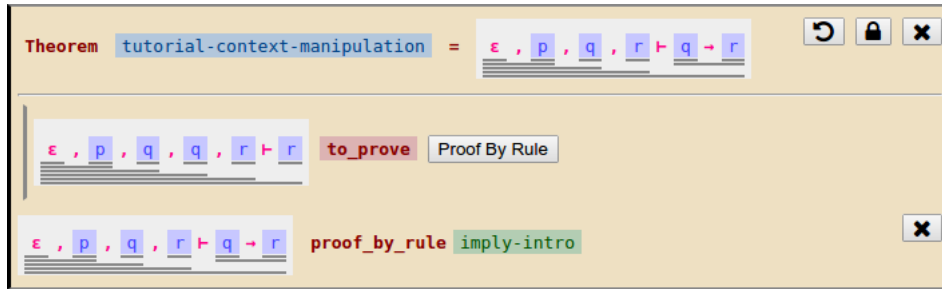 Theorem tutorial-context-manipulation = ε , p , q , r ⊢ q → r
ε , p , q , q , r ⊢ r to_prove Proof By Rule
ε , p , q , r ⊢ q → r proof_by_rule imply-intro